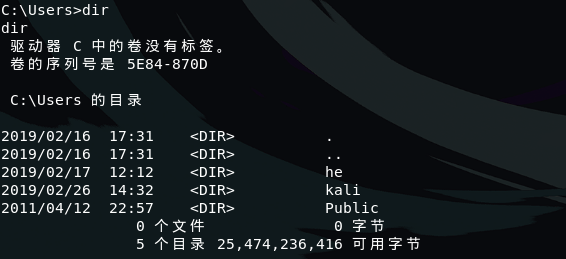 C:\Users>dir
dir
 驱动器 C 中的卷没有标签。
 卷的序列号是 5E84-870D

 C:\Users 的目录

2019/02/16  17:31    <DIR>          .
2019/02/16  17:31    <DIR>          ..
2019/02/17  12:12    <DIR>          he
2019/02/26  14:32    <DIR>          kali
2011/04/12  22:57    <DIR>          Public
               0 个文件              0 字节
               5 个目录 25,474,236,416 可用字节